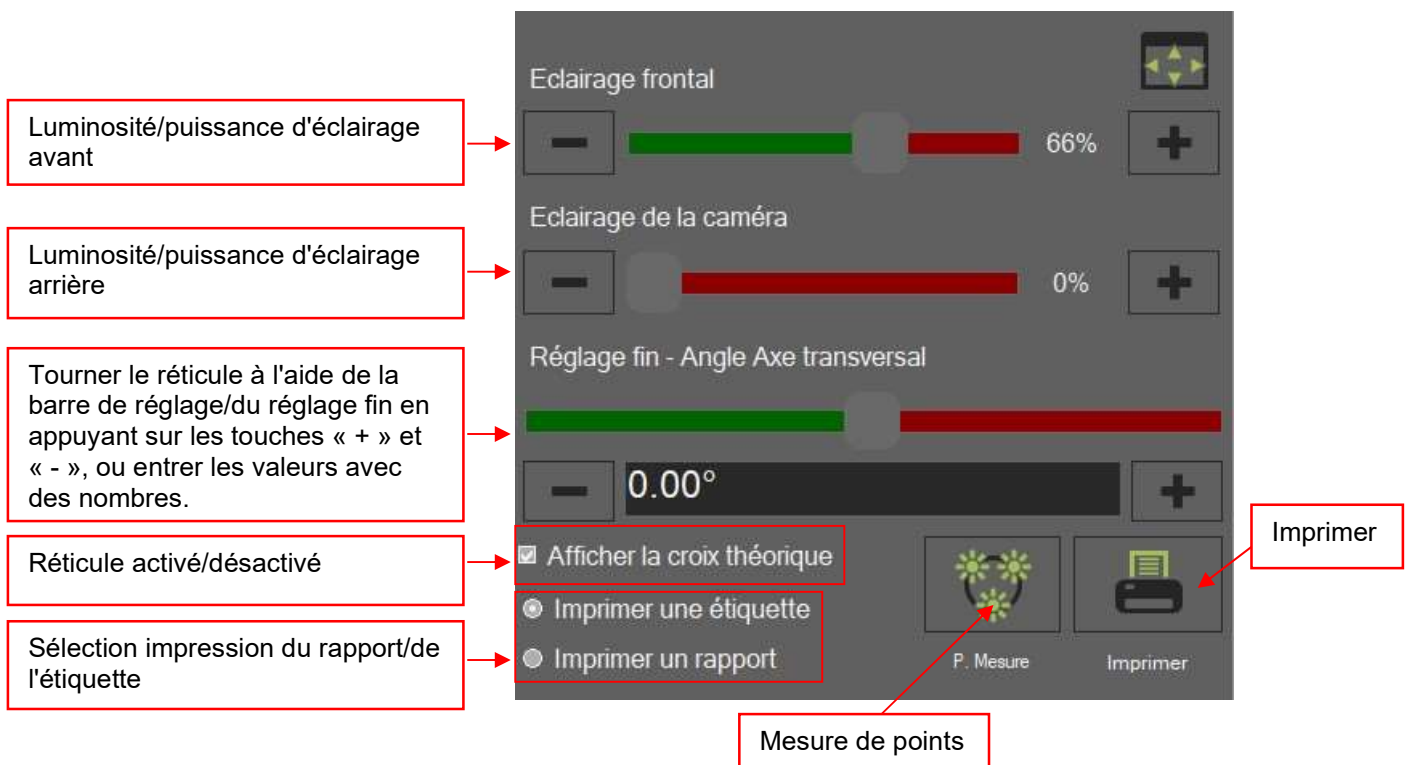 Eclairage frontal
Luminosité/puissance d'éclairage
avant
66%
Eclairage de la caméra
Luminosité/puissance d'éclairage
arrière
0%
Réglage fin - Angle Axe transversal
Tourner le réticule à l'aide de la
barre de réglage/du réglage fin en
appuyant sur les touches « + » et
« - », ou entrer les valeurs avec
des nombres.
0.00°
Imprimer
Réticule activé/désactivé
Afficher la croix théorique
Imprimer une étiquette
Sélection impression du rapport/de
l'étiquette
Imprimer un rapport
P. Mesure
Imprimer
Mesure de points